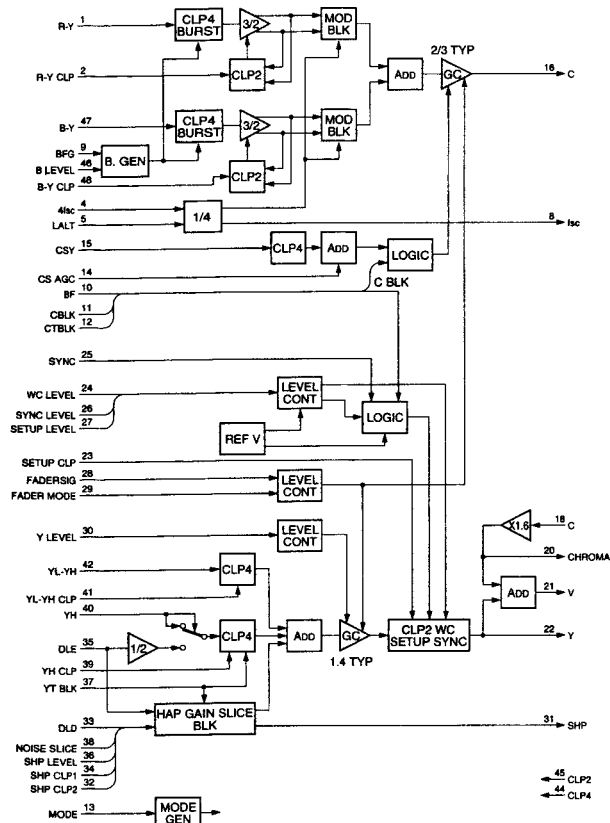 R-Y 1
CLP4 BURST
3/2
MOD BLK
R-Y CLP 2
CLP2
ADD
2/3 TYP
GC
16 C
B-Y 47
CLP4 BURST
3/2
MOD BLK
BFG 9
B LEVEL 46
B. GEN
B-Y CLP 48
CLP2
4fsc 4
LALT 5
1/4
8 fsc
CSY 15
CLP4
ADD
LOGIC
CS AGC 14
BF 10
C BLK
CBLK 11
CTBLK 12
SYNC 25
WC LEVEL 24
LEVEL CONT
LOGIC
SYNC LEVEL 26
SETUP LEVEL 27
REF V
SETUP CLP 23
FADERSIG 28
FADER MODE 29
LEVEL CONT
Y LEVEL 30
LEVEL CONT
X1.6
18 C
20 CHROMA
YL-YH 42
CLP4
YL-YH CLP 41
ADD
21 V
YH 40
CLP4
ADD
GC
1.4 TYP
CLP2 WC
SETUP SYNC
22 Y
DLE 35
1/2
YH CLP 39
YT BLK 37
DLD 33
HAP GAIN SLICE
BLK
31 SHP
NOISE SLICE 38
SHP LEVEL 36
SHP CLP1 34
SHP CLP2 32
45 CLP2
44 CLP4
MODE 13
MODE GEN